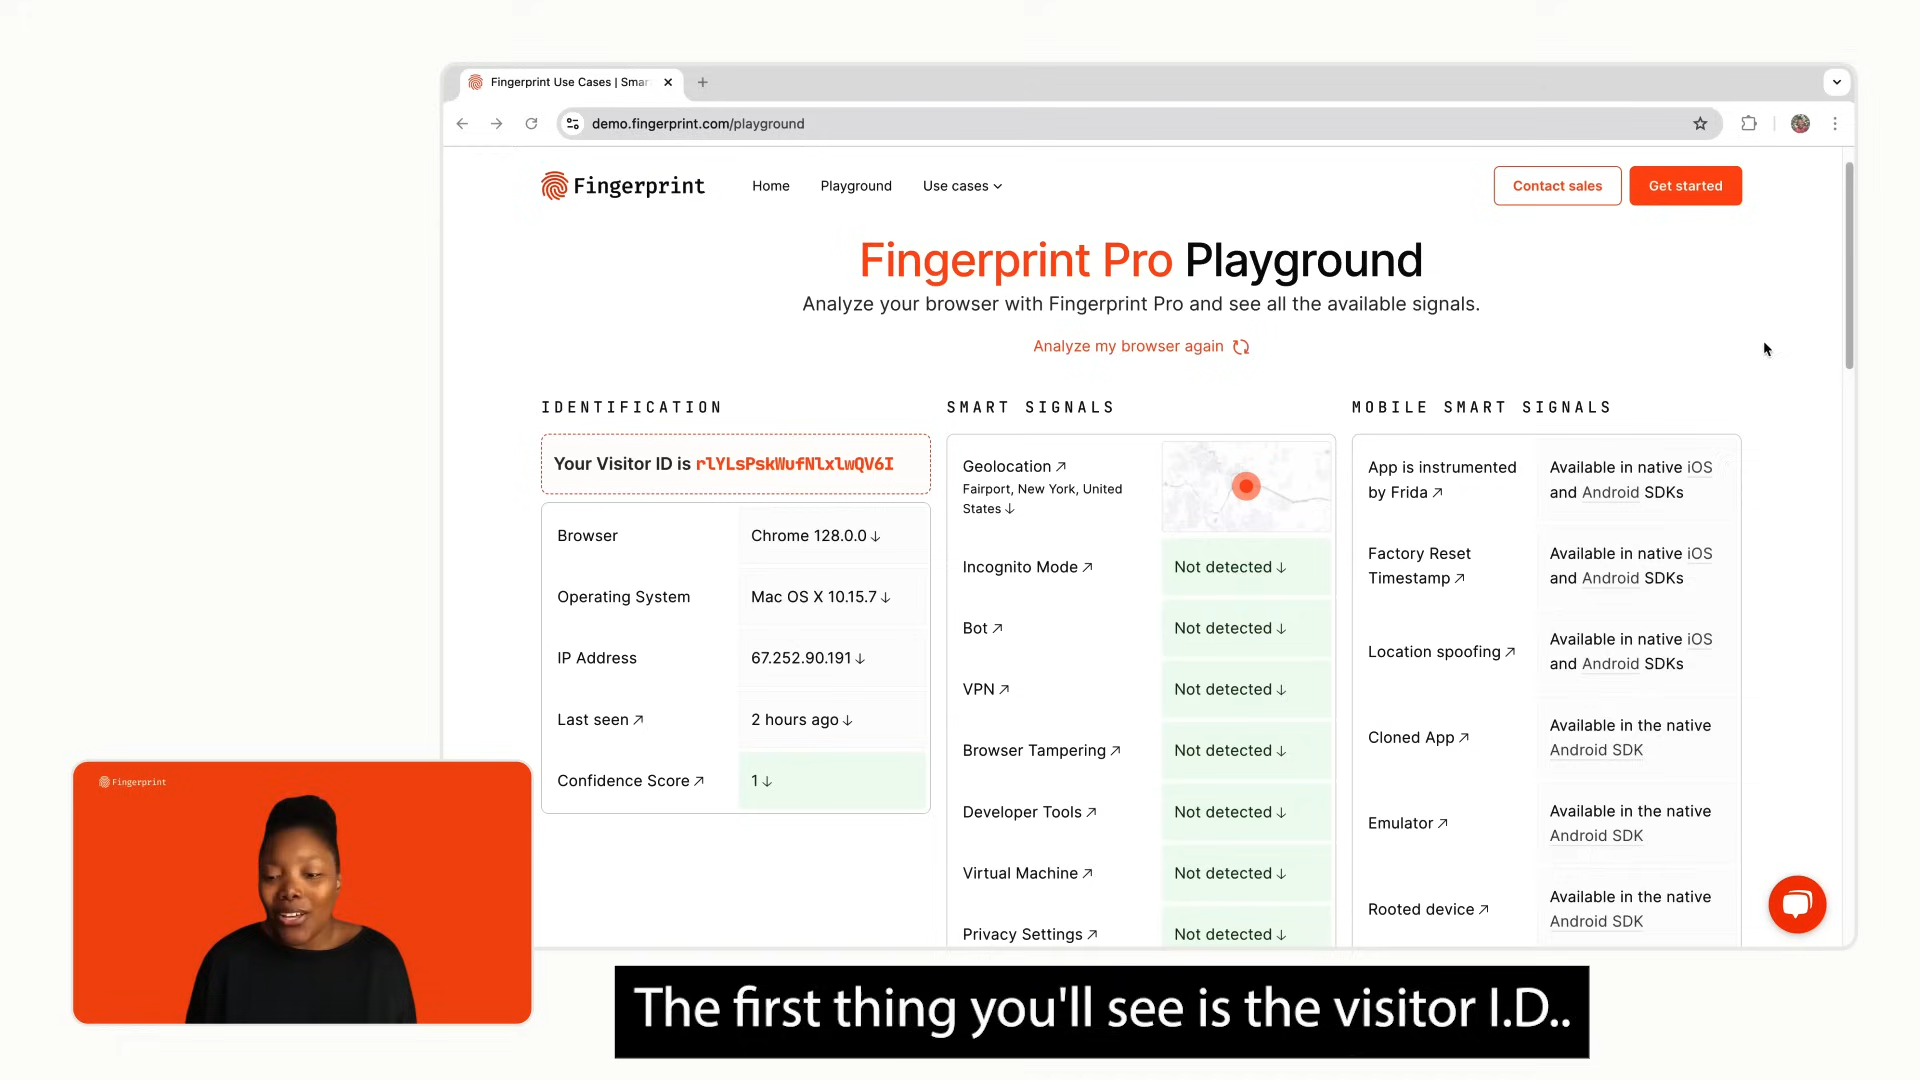 Fingerprint Use Cases | Smar
demo.fingerprint.com/playground
Fingerprint
Home
Playground
Use cases
Contact sales
Get started
Fingerprint Pro Playground
Analyze your browser with Fingerprint Pro and see all the available signals.
Analyze my browser again
IDENTIFICATION
Your Visitor ID is rlYLsPskWufNlxlwQV6I
Browser
Chrome 128.0.0 ↓
Operating System
Mac OS X 10.15.7 ↓
IP Address
67.252.90.191 ↓
Last seen ↗
2 hours ago ↓
Confidence Score ↗
1 ↓
SMART SIGNALS
Geolocation ↗
Fairport, New York, United
States ↓
Incognito Mode ↗
Not detected ↓
Bot ↗
Not detected ↓
VPN ↗
Not detected ↓
Browser Tampering ↗
Not detected ↓
Developer Tools ↗
Not detected ↓
Virtual Machine ↗
Not detected ↓
Privacy Settings ↗
Not detected ↓
MOBILE SMART SIGNALS
App is instrumented
by Frida ↗
Available in native iOS
and Android SDKs
Factory Reset
Timestamp ↗
Available in native iOS
and Android SDKs
Location spoofing ↗
Available in native iOS
and Android SDKs
Cloned App ↗
Available in the native
Android SDK
Emulator ↗
Available in the native
Android SDK
Rooted device ↗
Available in the native
Android SDK
Fingerprint
The first thing you'll see is the visitor I.D..